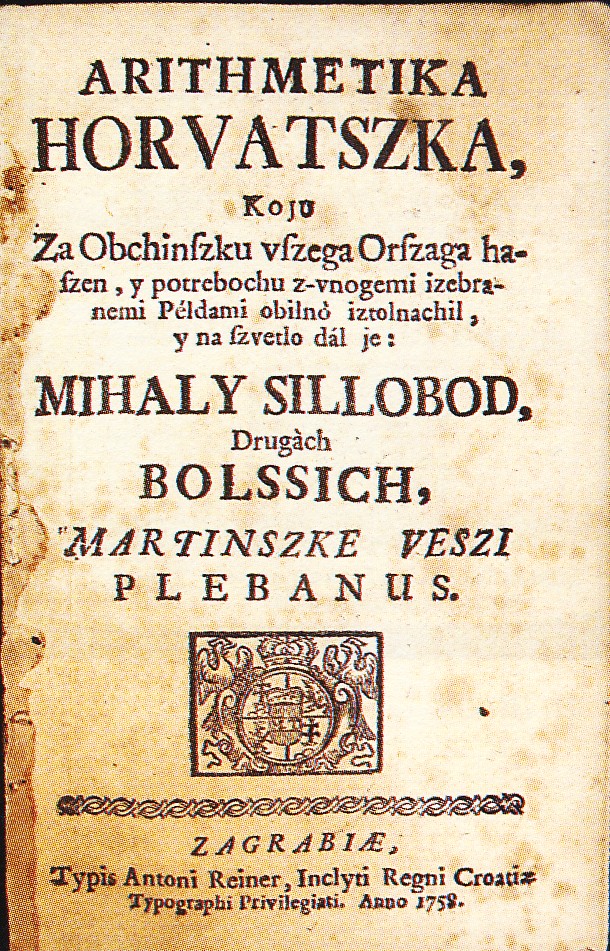 ARITHMETIKA
HORVATSZKA,
KOJU
Za Obchinſzku vſzega Orſzaga ha-
ſzen , y potrebochu z-vnogemi izebra-
nemi Példami obilnò iztolnachil ,
y na ſzvetlo dál je :
MIHALY SILLOBOD,
Drugàch
BOLSSICH,
MARTINSZKE VESZI
PLEBANUS.
ZAGRABIÆ,
Typis Antoni Reiner, Inclyti Regni Croatiæ
Typographi Privilegiati. Anno 1758.